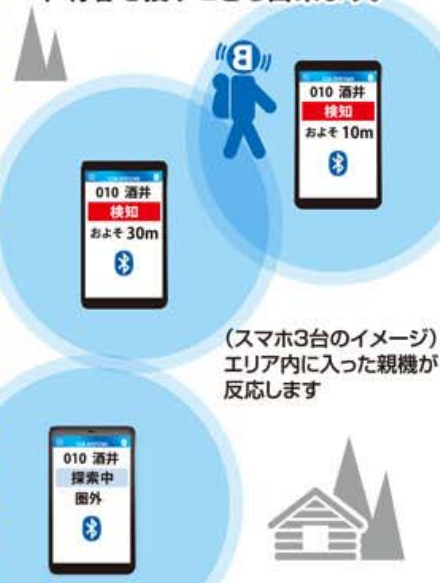 B
010 酒井
検知
およそ 10m
010 酒井
検知
およそ 30m
(スマホ3台のイメージ)
エリア内に入った親機が
反応します
010 酒井
探索中
圏外